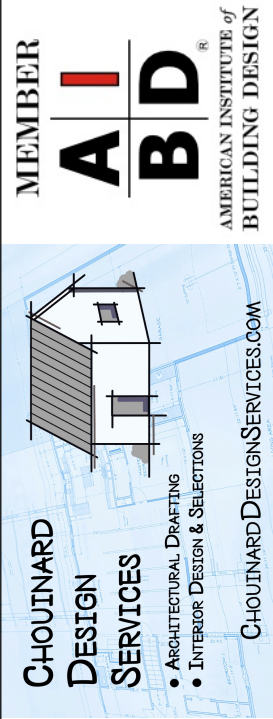 CHOUINARD
DESIGN
SERVICES
• ARCHITECTURAL DRAFTING
• INTERIOR DESIGN & SELECTIONS
CHOUINARDDESIGNSERVICES.COM
MEMBER
A I
B D ®
AMERICAN INSTITUTE of
BUILDING DESIGN